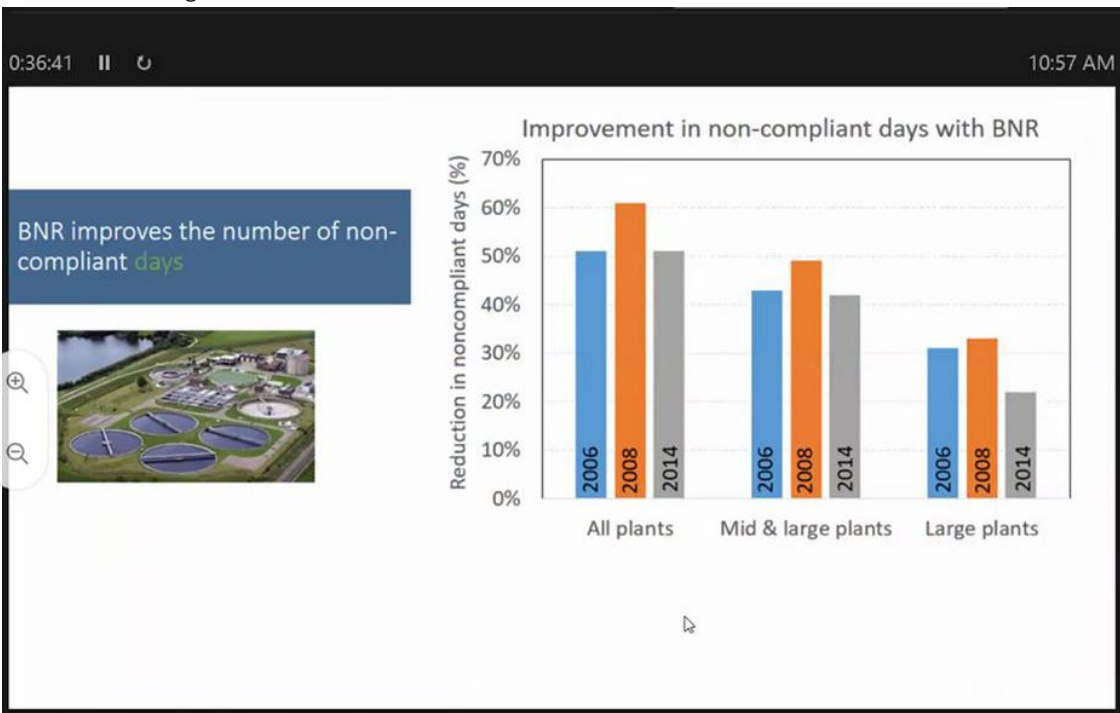 0:36:41
10:57 AM
BNR improves the number of non-
compliant days
Improvement in non-compliant days with BNR
Reduction in noncompliant days (%)
70%
60%
50%
40%
30%
20%
10%
0%
2006
2008
2014
2006
2008
2014
2006
2008
2014
All plants
Mid & large plants
Large plants